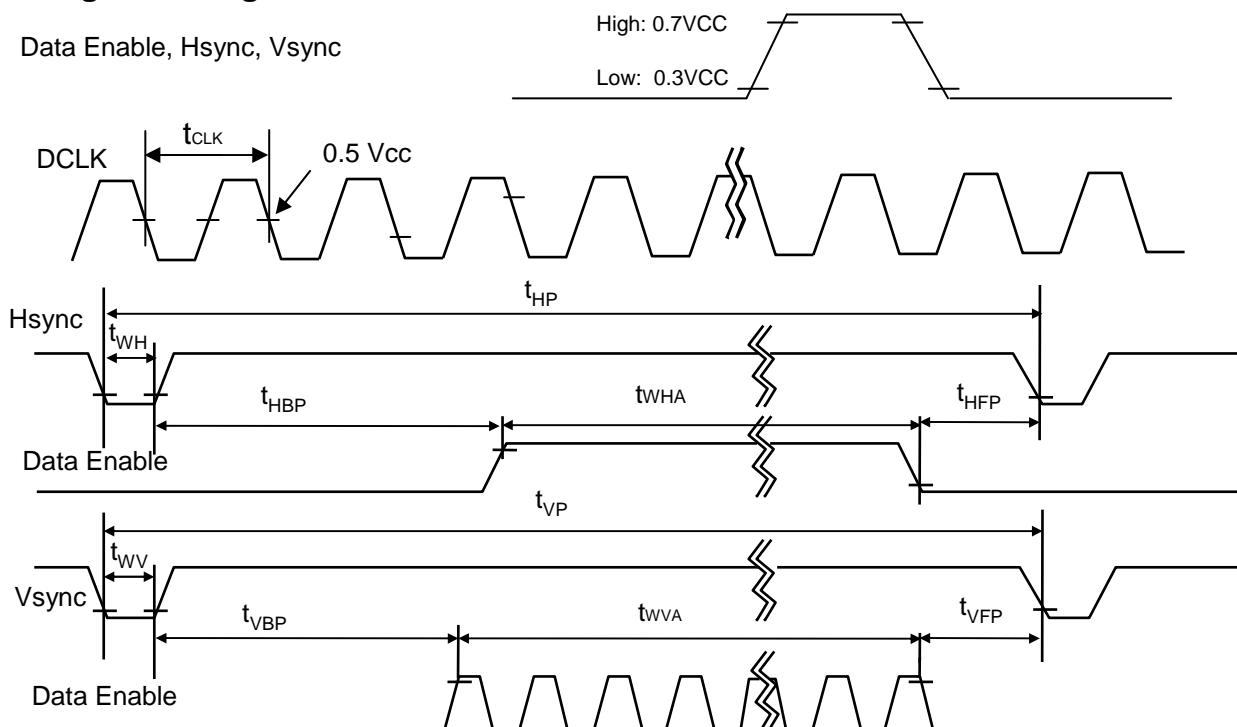 Data Enable, Hsync, Vsync
High: 0.7VCC
Low: 0.3VCC
DCLK
tCLK
0.5 Vcc
tHP
Hsync
tWH
tHBP
tWHA
tHFP
Data Enable
tVP
tWV
Vsync
tVBP
tWVA
tVFP
Data Enable